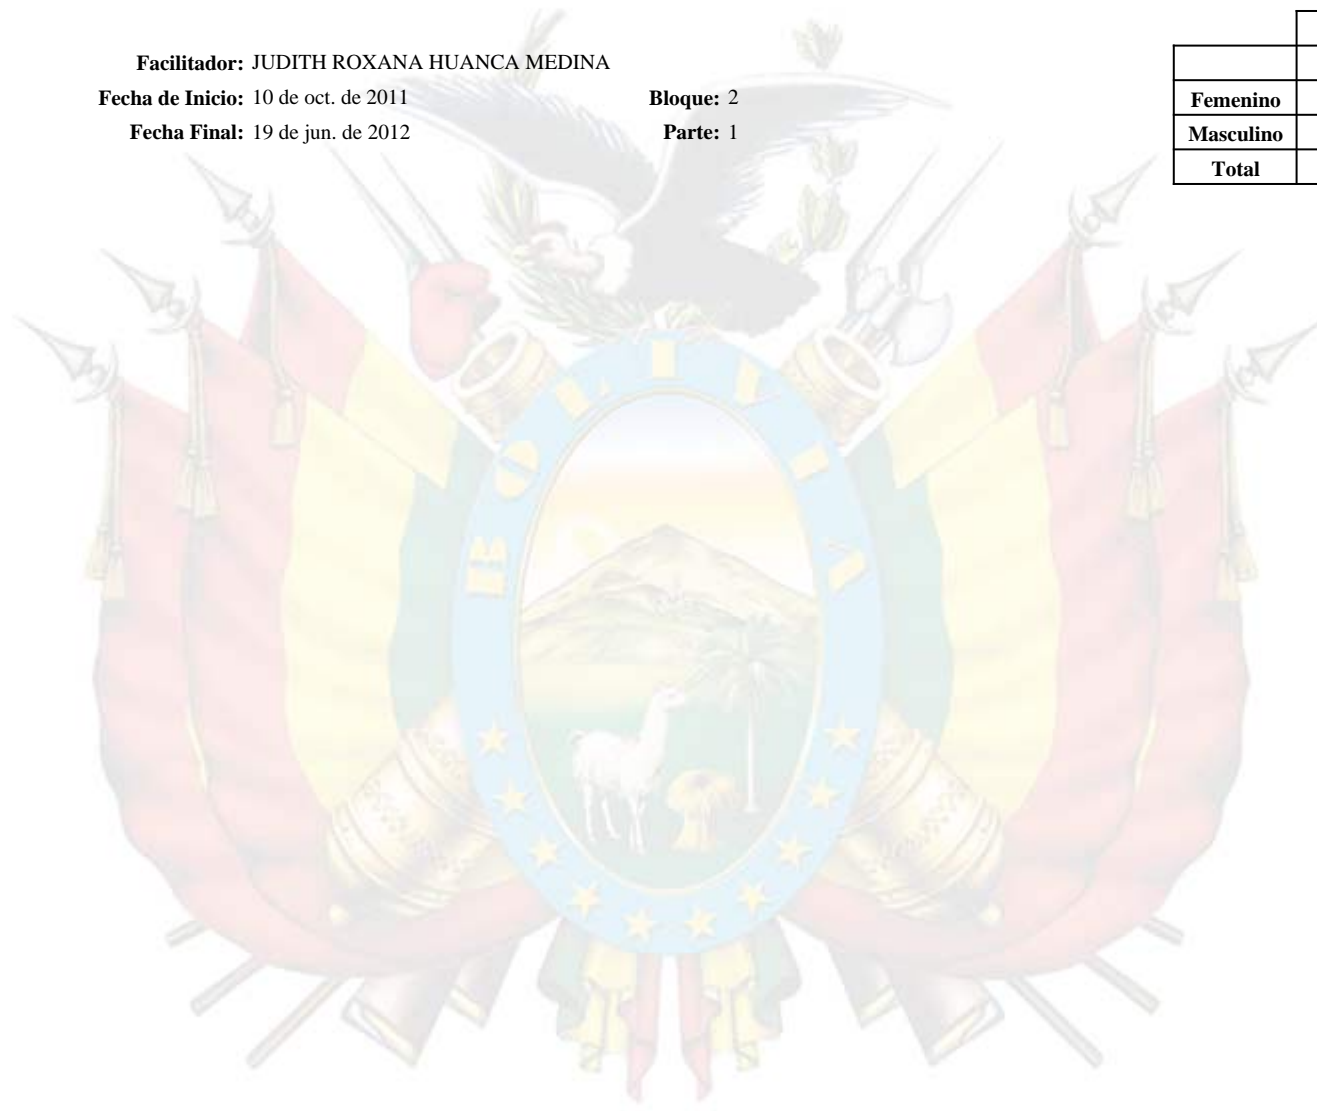 Facilitador: JUDITH ROXANA HUANCA MEDINA
Fecha de Inicio: 10 de oct. de 2011 Bloque: 2
Fecha Final: 19 de jun. de 2012 Parte: 1
Femenino
Masculino
Total
BOLIVIA